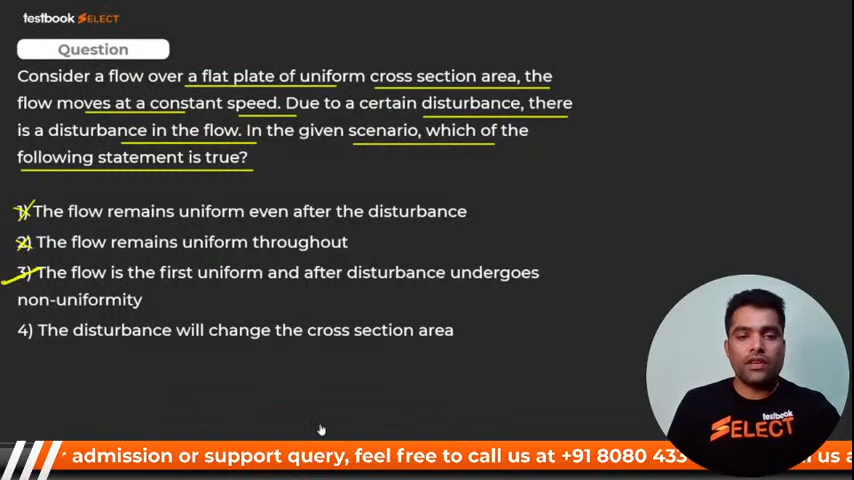 testbook SELECT
Question
Consider a flow over a flat plate of uniform cross section area, the
flow moves at a constant speed. Due to a certain disturbance, there
is a disturbance in the flow. In the given scenario, which of the
following statement is true?
1) The flow remains uniform even after the disturbance
2) The flow remains uniform throughout
3) The flow is the first uniform and after disturbance undergoes
non-uniformity
4) The disturbance will change the cross section area
testbook
SELECT
admission or support query, feel free to call us at +91 8080 433 us a